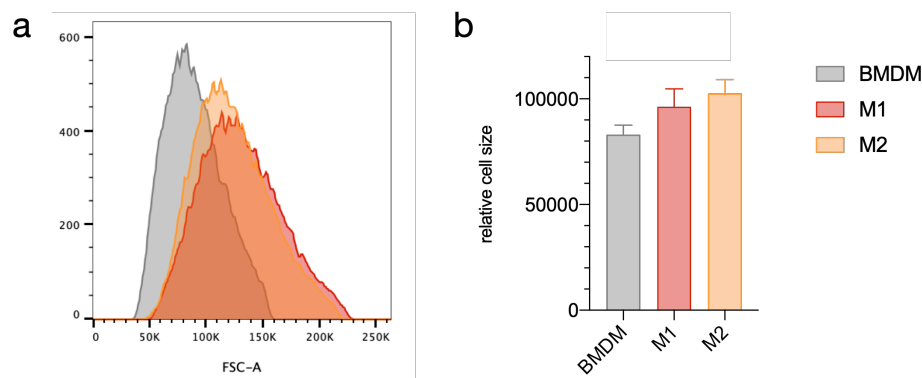 a
600
400
200
0
0 50K 100K 150K 200K 250K
FSC-A
b
relative cell size
100000
50000
0
BMDM M1 M2
BMDM
M1
M2